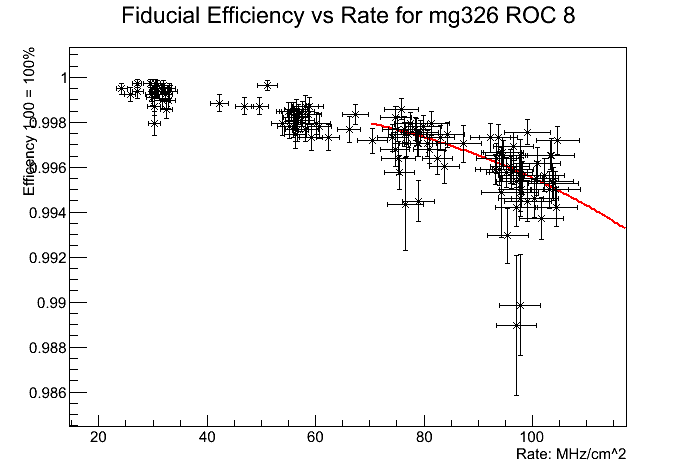 Fiducial Efficiency vs Rate for mg326 ROC 8
Efficency 1.00 = 100%
1
0.998
0.996
0.994
0.992
0.99
0.988
0.986
20 40 60 80 100
Rate: MHz/cm^2